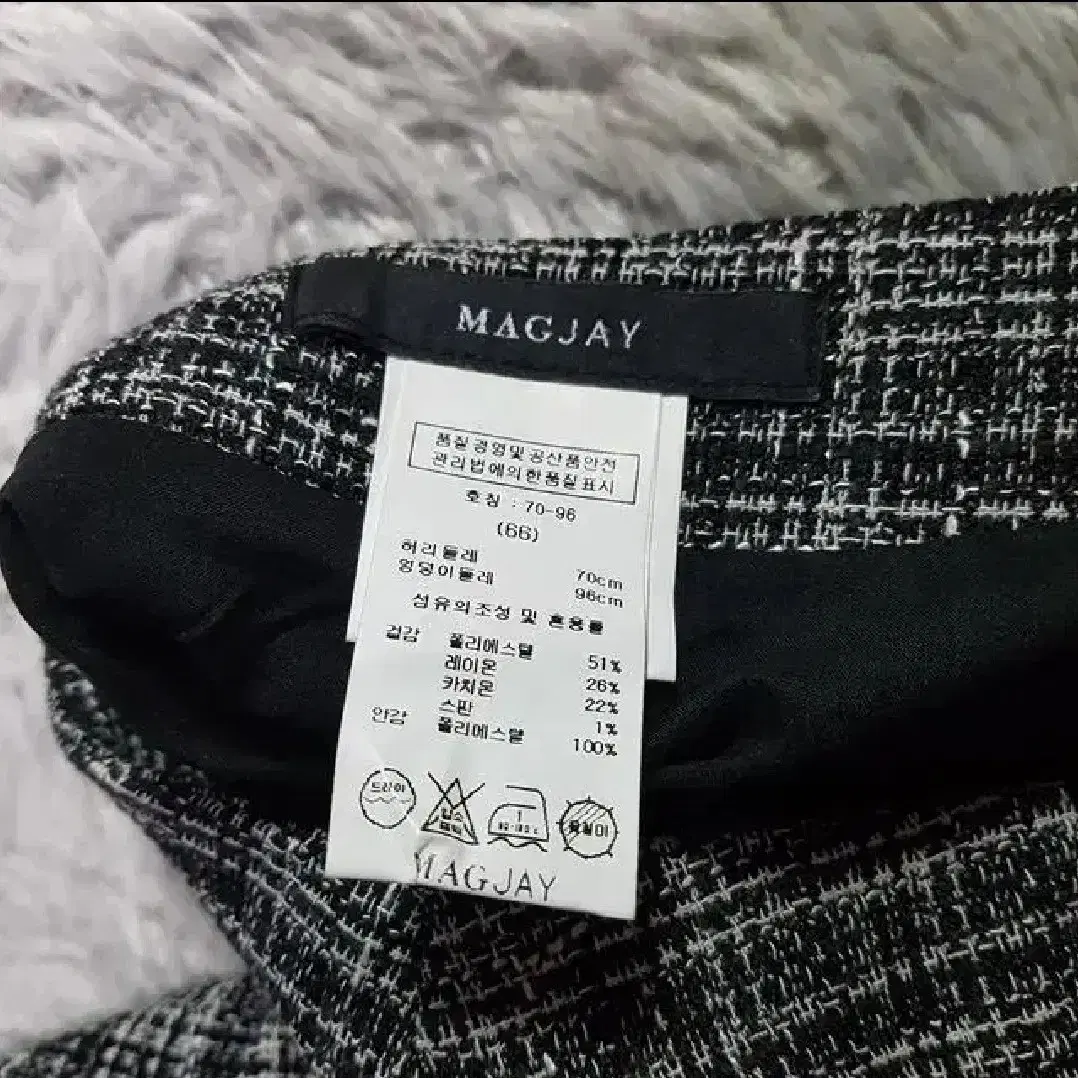 MAGJAY
품질경영및공산품안전
관리법에의한품질표시
호칭 : 70-96
(66)
허리둘레 70cm
엉덩이둘레 96cm
섬유의조성 및 혼용률
겉감 폴리에스텔 51%
레이온 26%
카치온 22%
스판 1%
안감 폴리에스텔 100%
드라이
MAGJAY